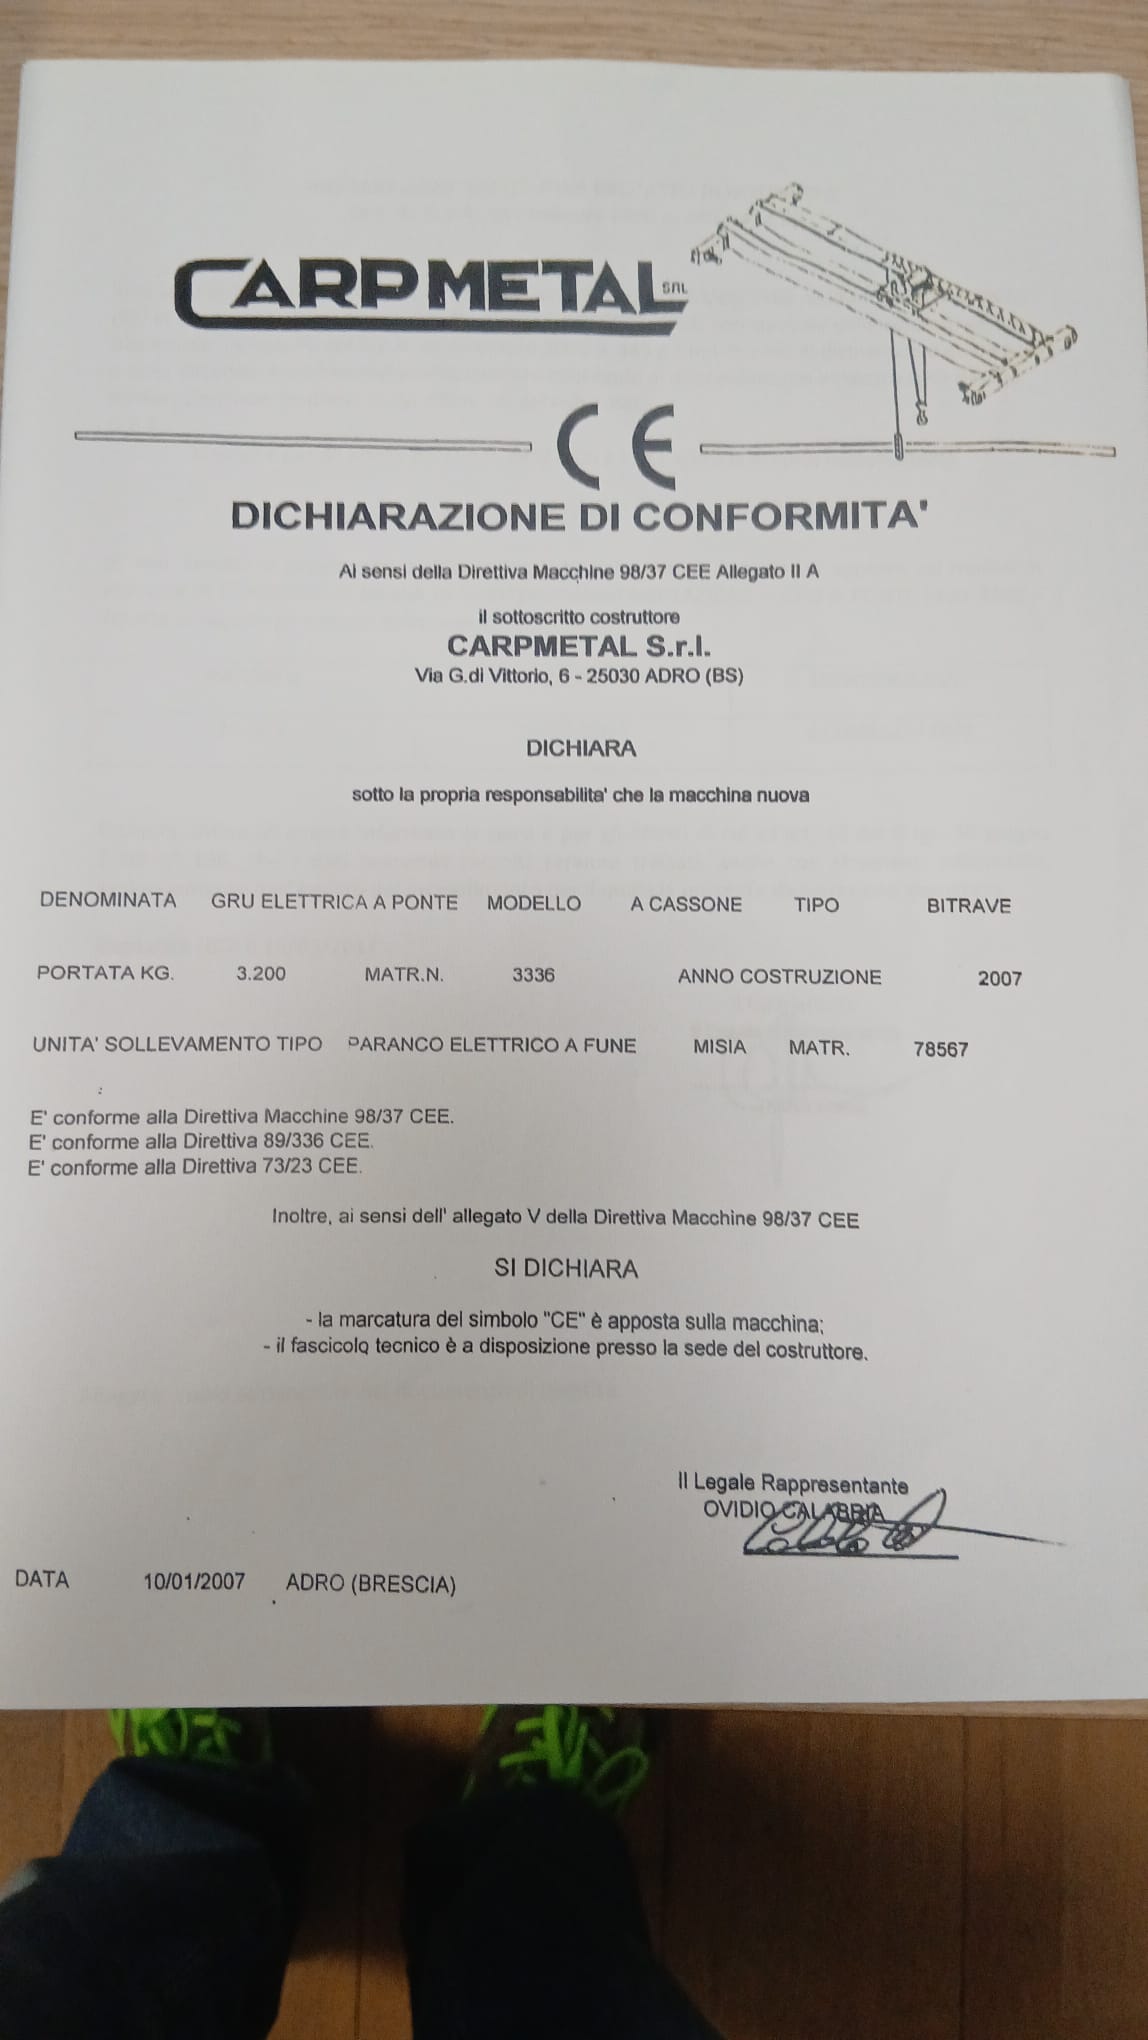 CARPMETAL SRL
CE
DICHIARAZIONE DI CONFORMITA'
Ai sensi della Direttiva Macchine 98/37 CEE Allegato II A
il sottoscritto costruttore
CARPMETAL S.r.l.
Via G.di Vittorio, 6 - 25030 ADRO (BS)
DICHIARA
sotto la propria responsabilita' che la macchina nuova
DENOMINATA GRU ELETTRICA A PONTE MODELLO A CASSONE TIPO BITRAVE
PORTATA KG. 3.200 MATR.N. 3336 ANNO COSTRUZIONE 2007
UNITA' SOLLEVAMENTO TIPO PARANCO ELETTRICO A FUNE MISIA MATR. 78567
E' conforme alla Direttiva Macchine 98/37 CEE.
E' conforme alla Direttiva 89/336 CEE.
E' conforme alla Direttiva 73/23 CEE.
Inoltre, ai sensi dell' allegato V della Direttiva Macchine 98/37 CEE
SI DICHIARA
- la marcatura del simbolo "CE" è apposta sulla macchina;
- il fascicolo tecnico è a disposizione presso la sede del costruttore.
Il Legale Rappresentante
OVIDIO CALABRIA
DATA 10/01/2007 ADRO (BRESCIA)